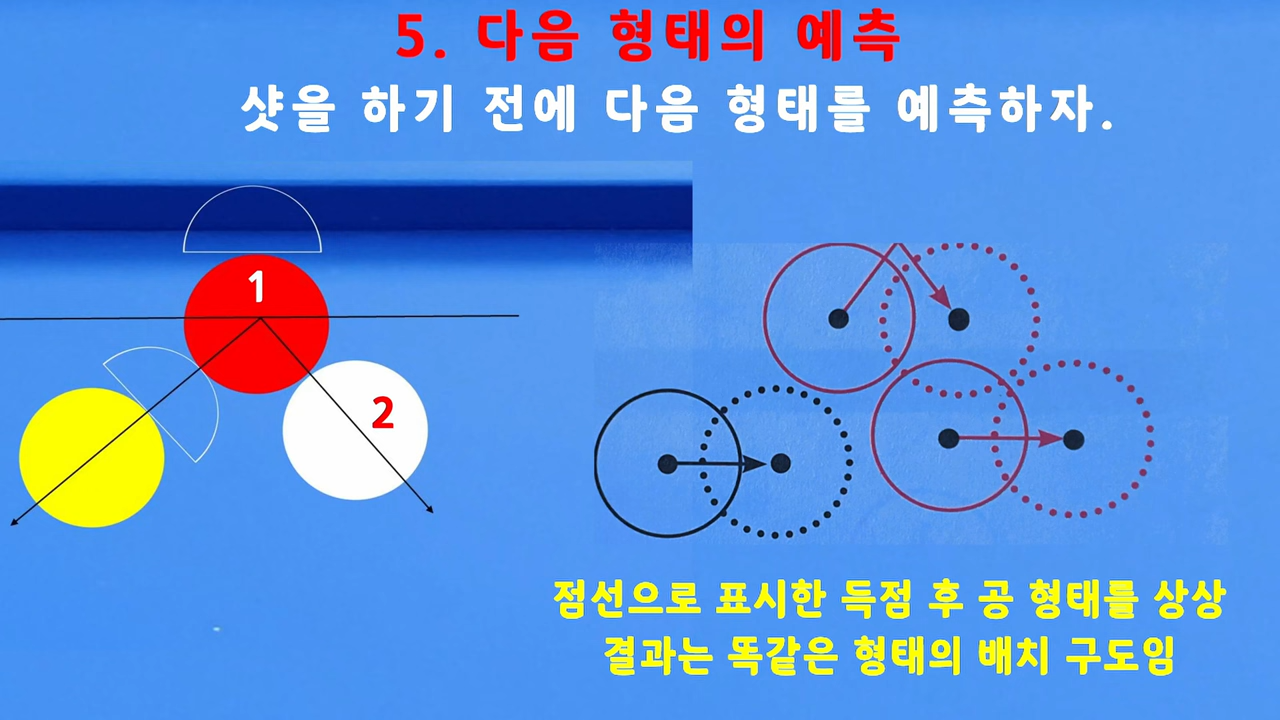 5. 다음 형태의 예측
샷을 하기 전에 다음 형태를 예측하자.
1
2
점선으로 표시한 득점 후 공 형태를 상상
결과는 똑같은 형태의 배치 구도임